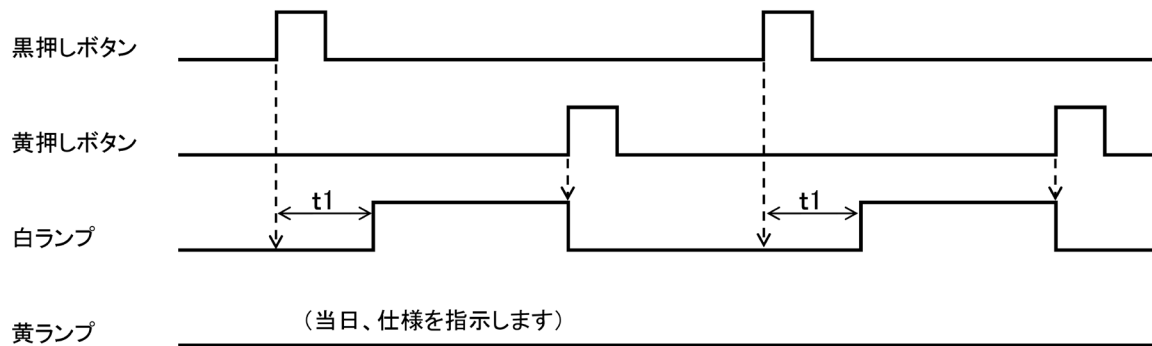 黒押しボタン
黄押しボタン
t1
t1
白ランプ
(当日、仕様を指示します)
黄ランプ